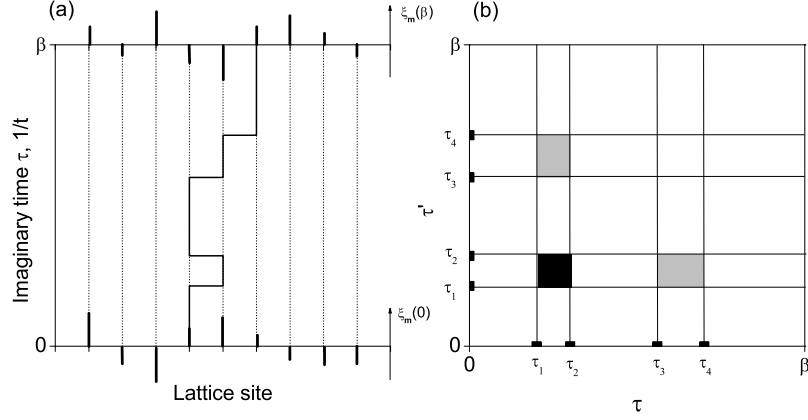 (a)
ξm(β)
β
Imaginary time τ, 1/t
ξm(0)
0
Lattice site
(b)
β
τ4
τ3
τ'
τ2
τ1
0
0
τ1
τ2
τ3
τ4
β
τ